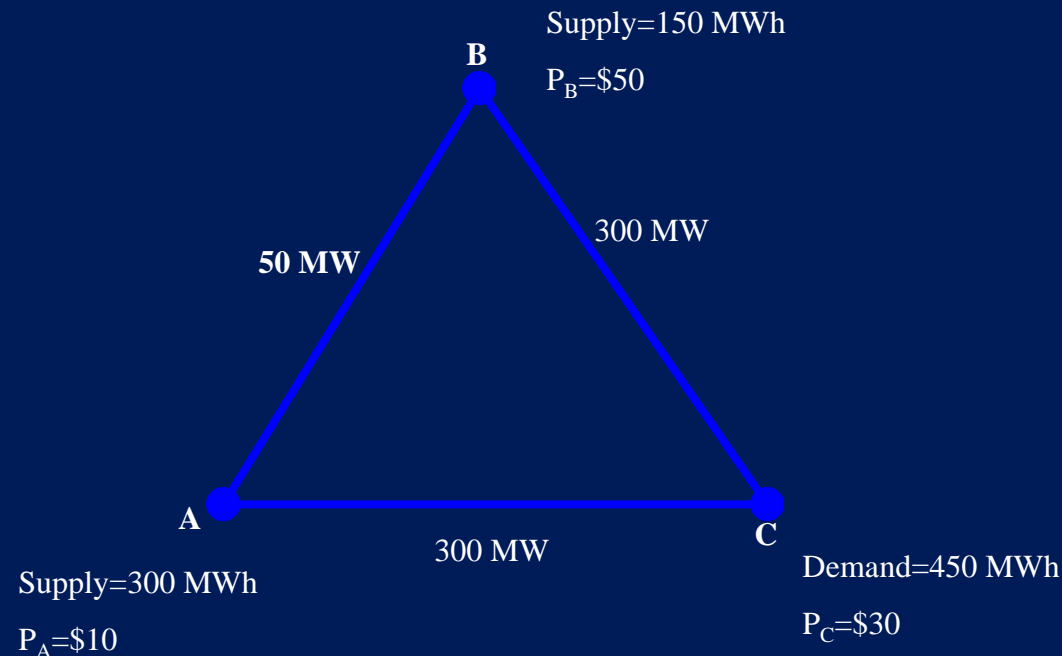 Supply=150 MWh
B
P_B=$50
300 MW
50 MW
A
C
300 MW
Demand=450 MWh
Supply=300 MWh
P_C=$30
P_A=$10